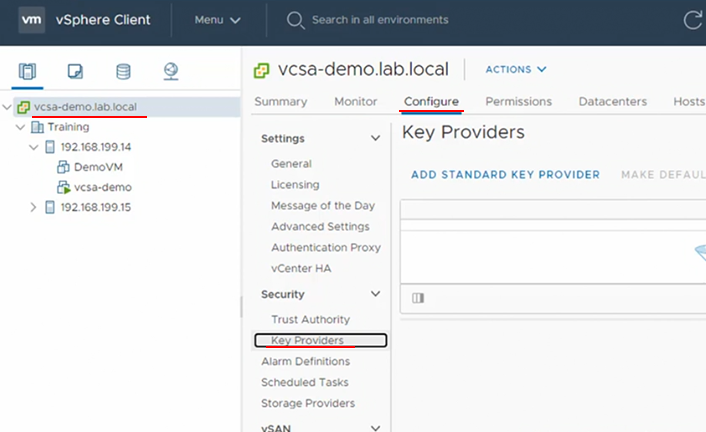 vm vSphere Client Menu Search in all environments
vcsa-demo.lab.local
Training
192.168.199.14
DemoVM
vcsa-demo
192.168.199.15
vcsa-demo.lab.local ACTIONS
Summary Monitor Configure Permissions Datacenters Hosts
Settings
General
Licensing
Message of the Day
Advanced Settings
Authentication Proxy
vCenter HA
Security
Trust Authority
Key Providers
Alarm Definitions
Scheduled Tasks
Storage Providers
vSAN
Key Providers
ADD STANDARD KEY PROVIDER MAKE DEFAU